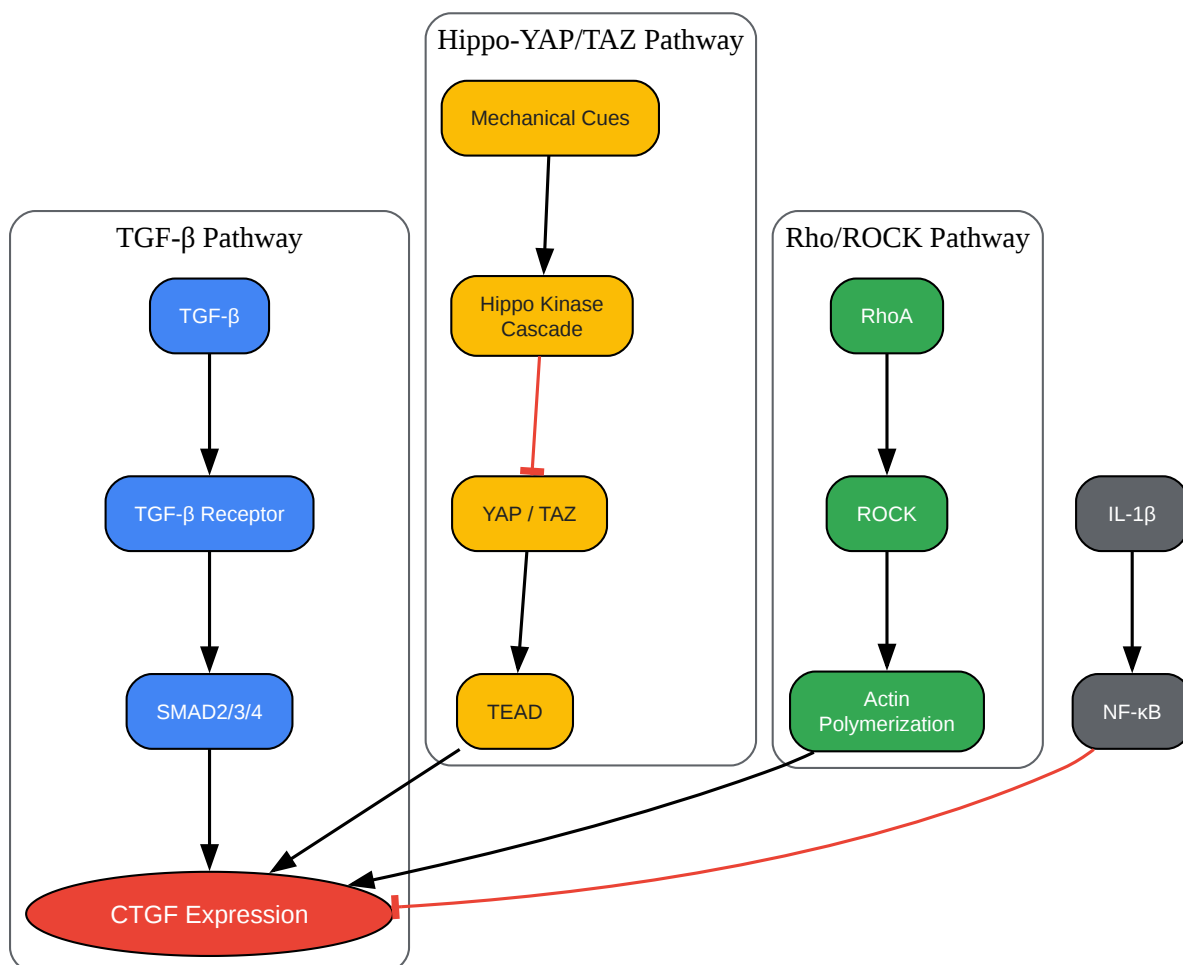 Hippo-YAP/TAZ Pathway
Mechanical Cues
TGF-β Pathway
Rho/ROCK Pathway
TGF-β
Hippo Kinase
Cascade
RhoA
TGF-β Receptor
YAP / TAZ
ROCK
IL-1β
SMAD2/3/4
TEAD
Actin
Polymerization
NF-κB
CTGF Expression